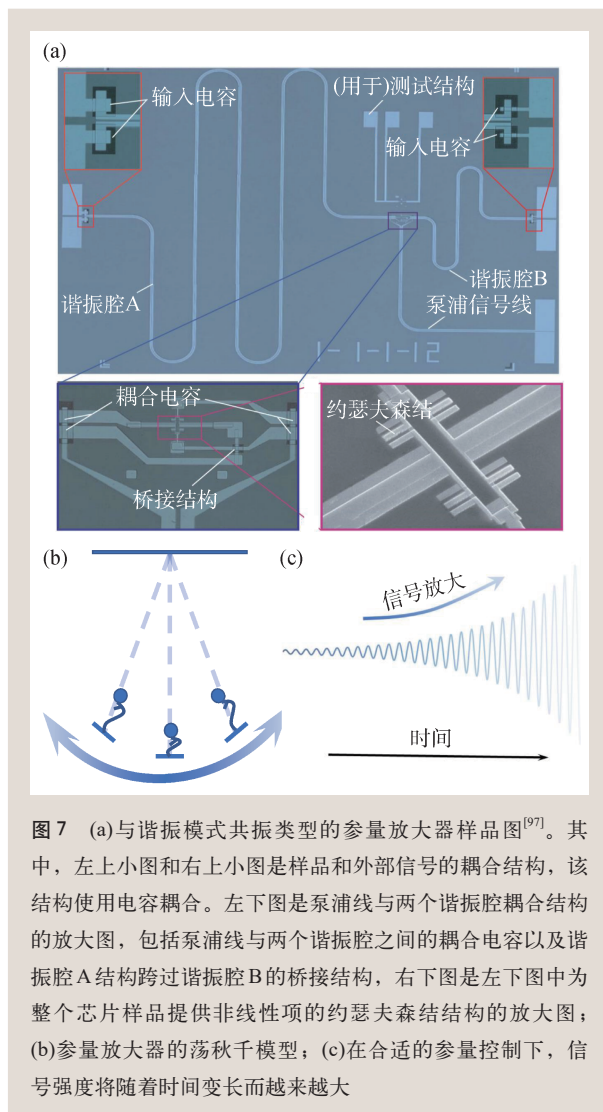 (a)
输入电容
(用于)测试结构
输入电容
谐振腔A
谐振腔B
泵浦信号线
1-1-1-12
耦合电容
桥接结构
约瑟夫森结
(b)
(c)
信号放大
时间
图7 (a)与谐振模式共振类型的参量放大器样品图[97]。其
中，左上小图和右上小图是样品和外部信号的耦合结构，该
结构使用电容耦合。左下图是泵浦线与两个谐振腔耦合结构
的放大图，包括泵浦线与两个谐振腔之间的耦合电容以及谐
振腔A结构跨过谐振腔B的桥接结构，右下图是左下图中为
整个芯片样品提供非线性项的约瑟夫森结结构的放大图；
(b)参量放大器的荡秋千模型；(c)在合适的参量控制下，信
号强度将随着时间变长而越来越大